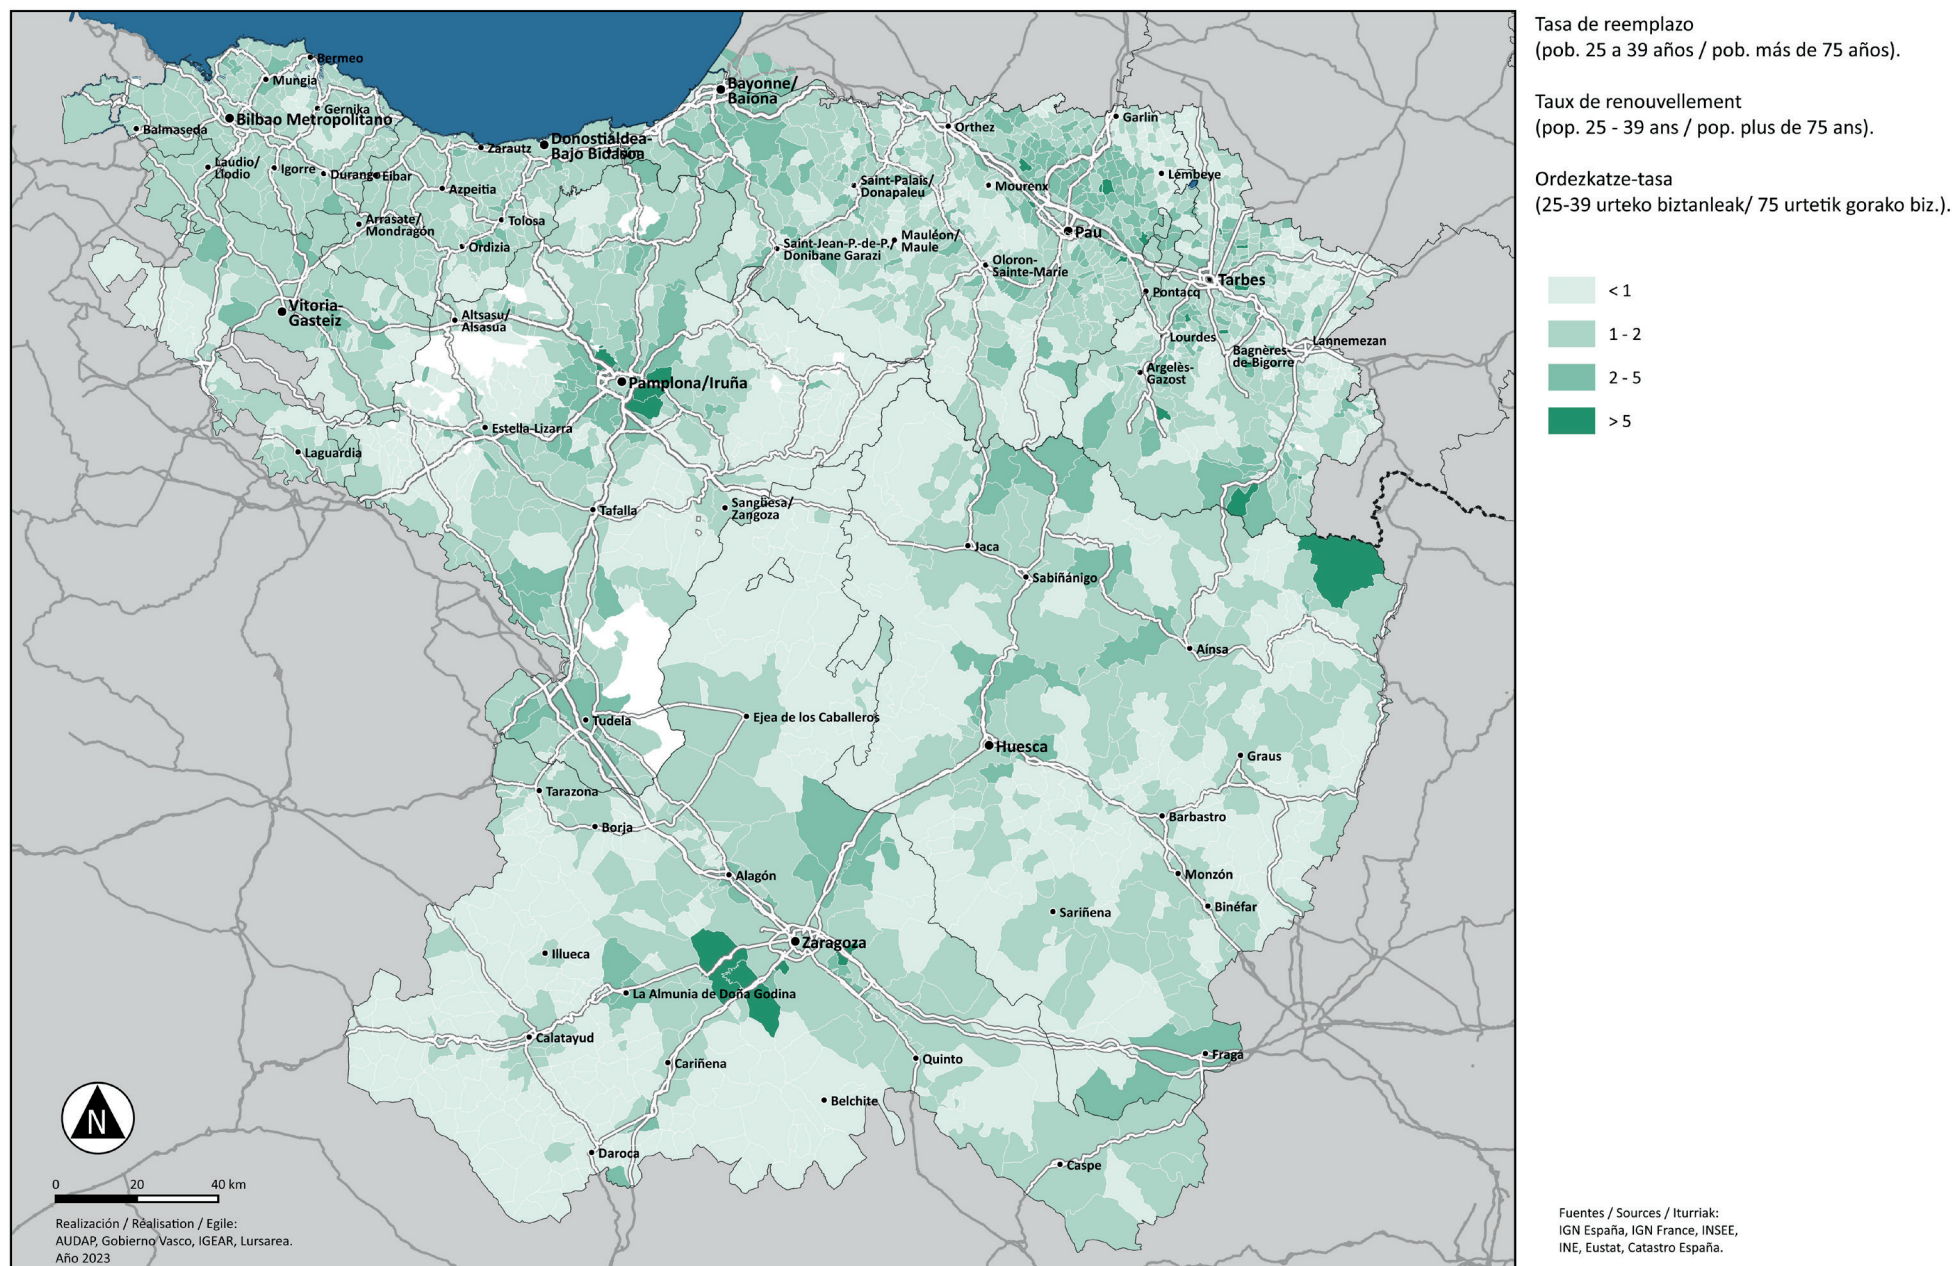 Tasa de reemplazo
(pob. 25 a 39 años / pob. más de 75 años).
Taux de renouvellement
(pop. 25 - 39 ans / pop. plus de 75 ans).
Ordezkatze-tasa
(25-39 urteko biztanleak/ 75 urtetik gorako biz.).
< 1
1 - 2
2 - 5
> 5
Bermeo
Mungia
Gernika
Bilbao Metropolitano
Balmaseda
Bayonne/
Baiona
Donostialdea-
Bajo Bidasoa
Zarautz
Laudio/
Llodio
Igorre
Durango
Eibar
Azpeitia
Arrasate/
Mondragón
Tolosa
Ordizia
Orthez
Garlin
Lembeye
Saint-Palais/
Donapaleu
Mourenx
Pau
Mauléon/
Maule
Saint-Jean-P.-de-P./
Donibane Garazi
Oloron-
Sainte-Marie
Tarbes
Pontacq
Lourdes
Lannemezan
Bagnères-
de-Bigorre
Argelès-
Gazost
Vitoria-
Gasteiz
Altsasu/
Alsasua
Pamplona/Iruña
Estella-Lizarra
Laguardia
Tafalla
Sangüesa/
Zangoza
Jaca
Sabiñánigo
Aínsa
Tudela
Ejea de los Caballeros
Huesca
Graus
Tarazona
Borja
Barbastro
Alagón
Monzón
Binéfar
Sariñena
Zaragoza
Illueca
La Almunia de Doña Godina
Calatayud
Cariñena
Quinto
Fraga
Belchite
Daroca
Caspe
N
0 20 40 km
Realización / Réalisation / Egile:
AUDAP, Gobierno Vasco, IGEAR, Lursarea.
Año 2023
Fuentes / Sources / Iturriak:
IGN España, IGN France, INSEE,
INE, Eustat, Catastro España.